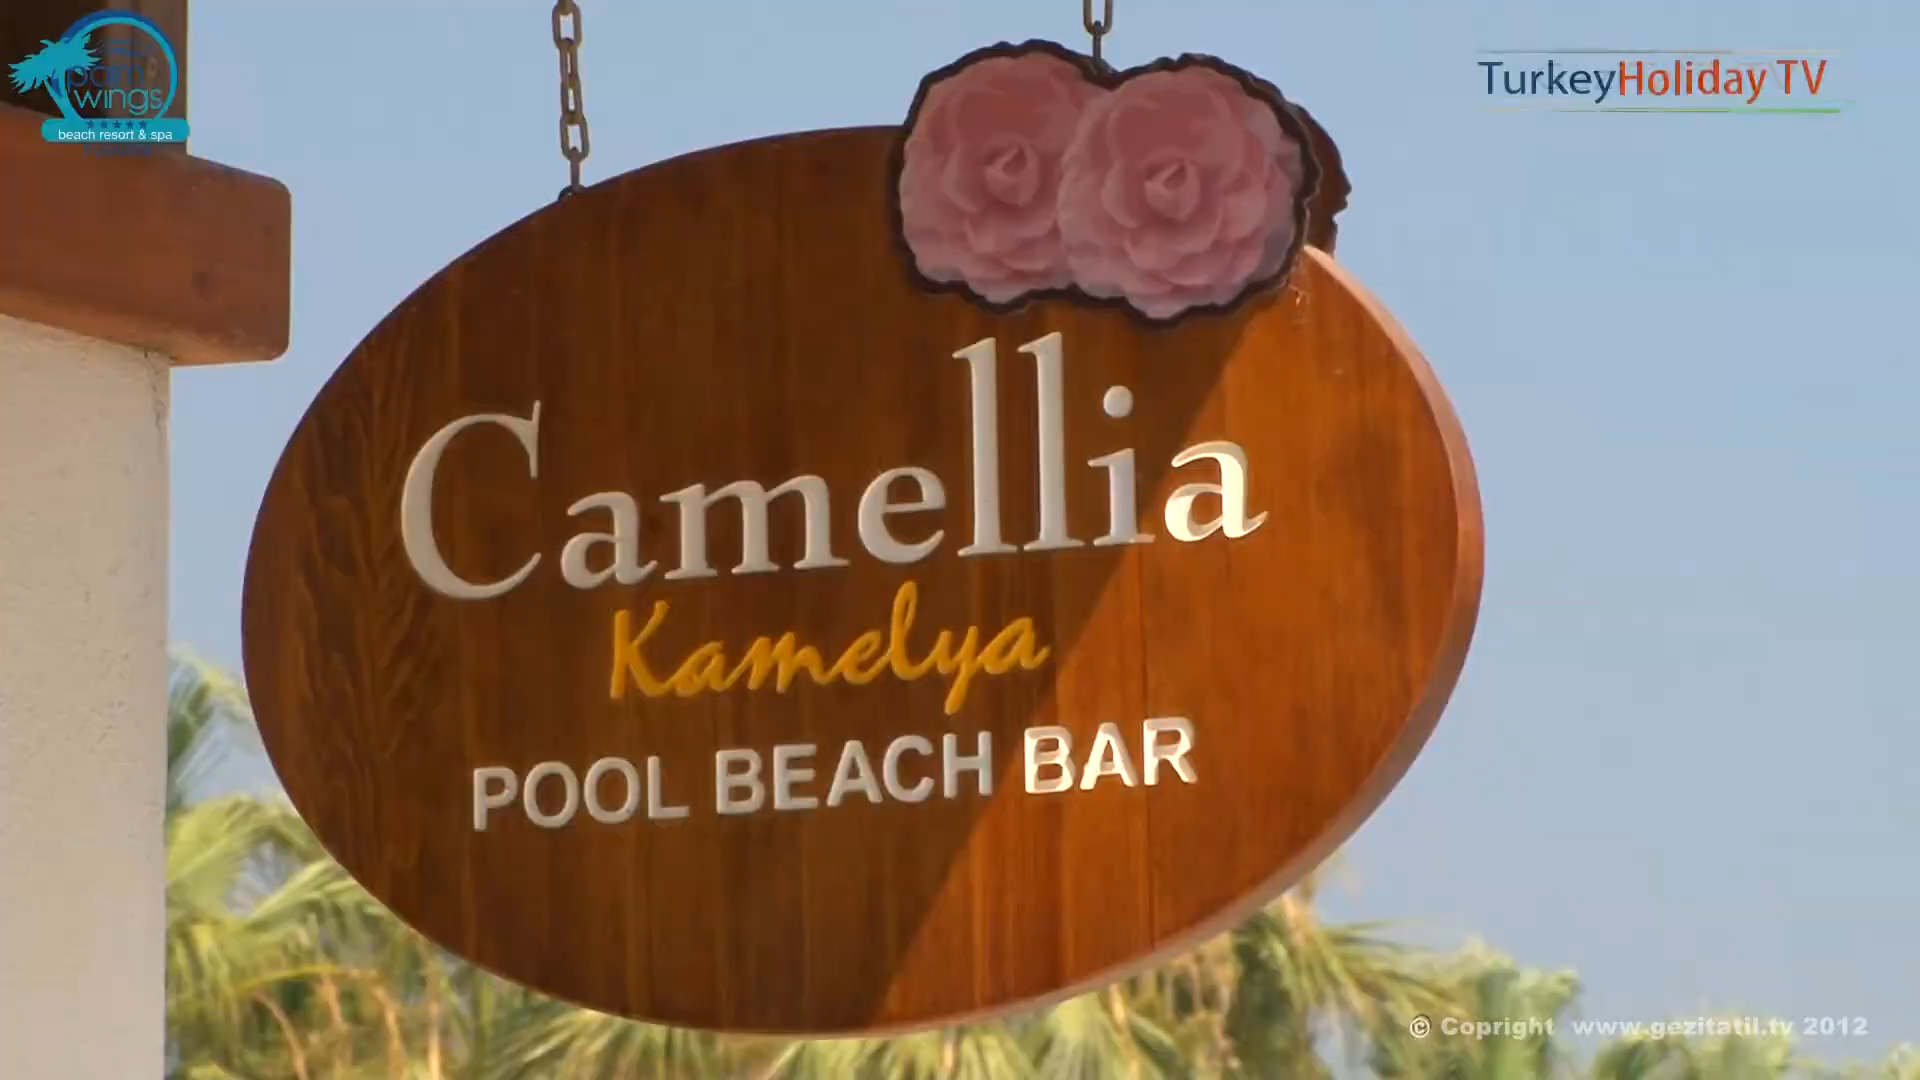 palm
wings
beach resort & spa
TurkeyHoliday TV
Camellia
Kamelya
POOL BEACH BAR
© Copright www.gezitatil.tv 2012